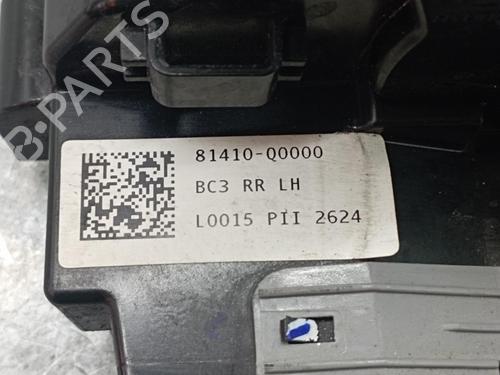 B-PARTS
81410-Q0000
BC3 RR LH
L0015 PII 2624